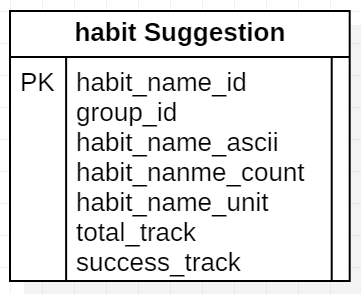 habit Suggestion
PK habit_name_id
group_id
habit_name_ascii
habit_nanme_count
habit_name_unit
total_track
success_track